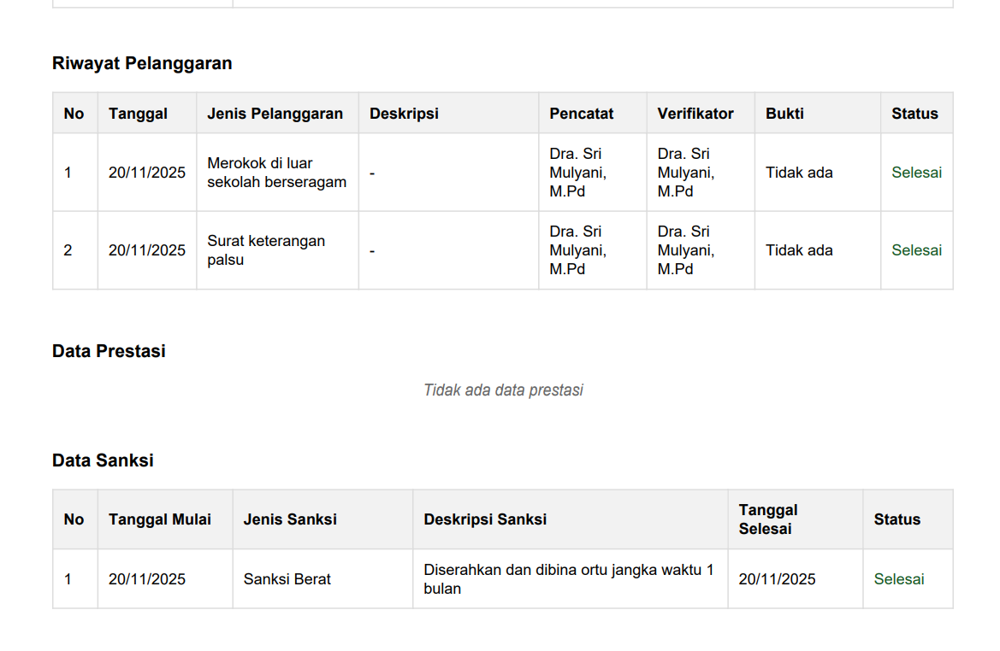 Riwayat Pelanggaran
No Tanggal Jenis Pelanggaran Deskripsi Pencatat Verifikator Bukti Status
1 20/11/2025 Merokok di luar sekolah berseragam - Dra. Sri Mulyani, M.Pd Dra. Sri Mulyani, M.Pd Tidak ada Selesai
2 20/11/2025 Surat keterangan palsu - Dra. Sri Mulyani, M.Pd Dra. Sri Mulyani, M.Pd Tidak ada Selesai
Data Prestasi
Tidak ada data prestasi
Data Sanksi
No Tanggal Mulai Jenis Sanksi Deskripsi Sanksi Tanggal Selesai Status
1 20/11/2025 Sanksi Berat Diserahkan dan dibina ortu jangka waktu 1 bulan 20/11/2025 Selesai